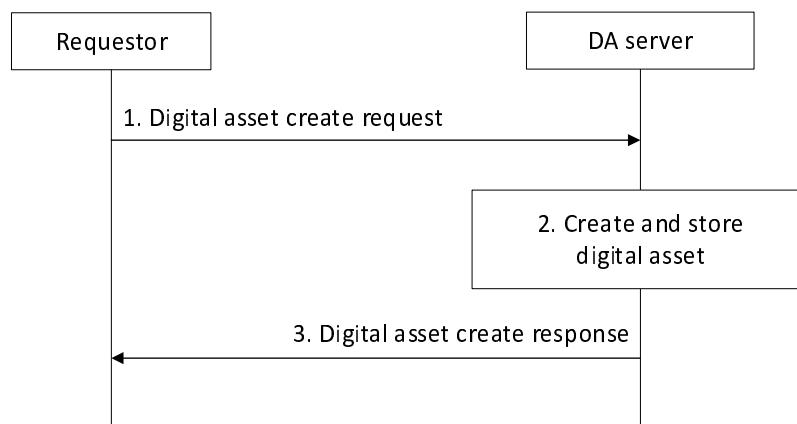 Requestor
DA server
1. Digital asset create request
2. Create and store
digital asset
3. Digital asset create response